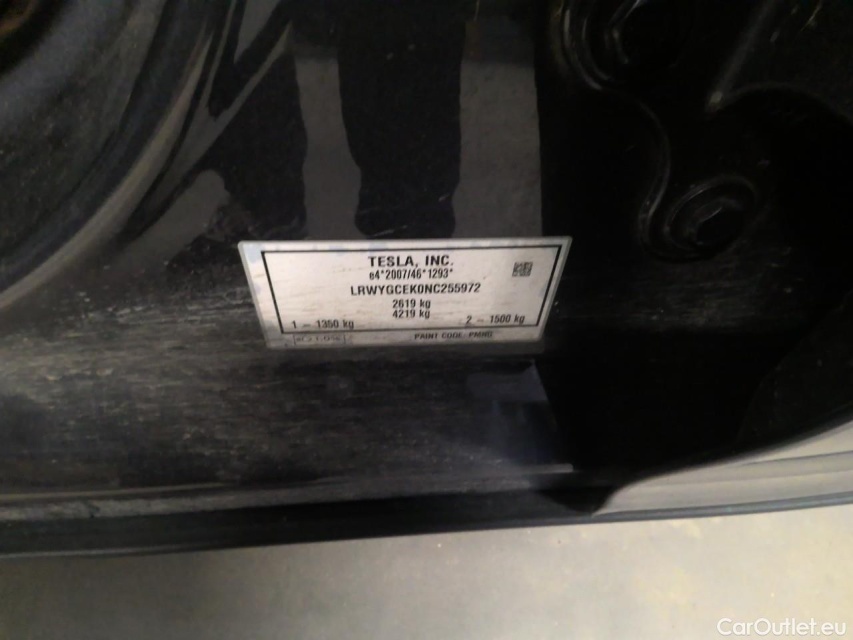 TESLA, INC.
e4*2007/46*1293*
LRWYGCEK0NC255972
2619 kg
4219 kg
1 – 1350 kg 2 – 1500 kg
PAINT CODE:
CarOutlet.eu